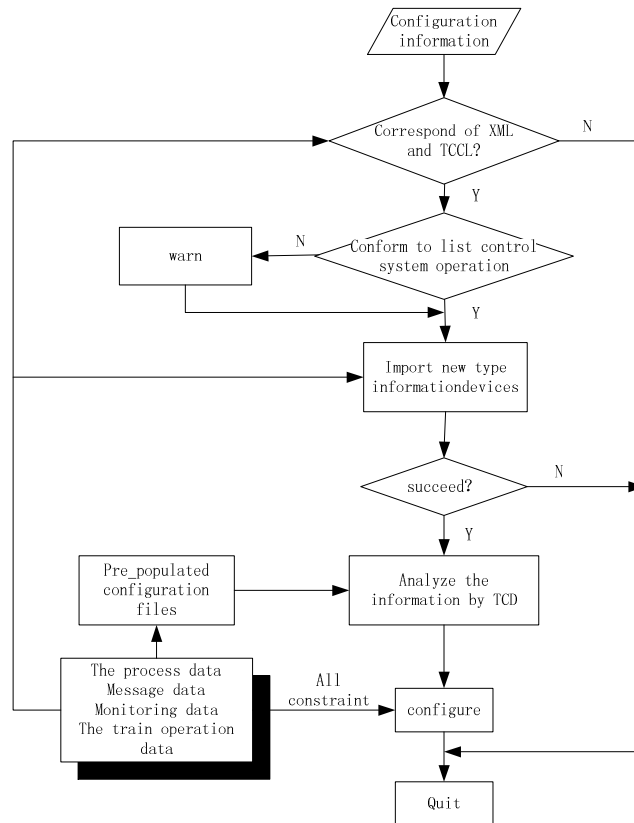 Configuration
information
Correspond of XML
and TCCL?
N
Y
Conform to list control
system operation
N
warn
Y
Import new type
informationdevices
succeed?
N
Y
Pre_populated
configuration
files
Analyze the
information by TCD
The process data
Message data
Monitoring data
The train operation
data
All
constraint
configure
Quit